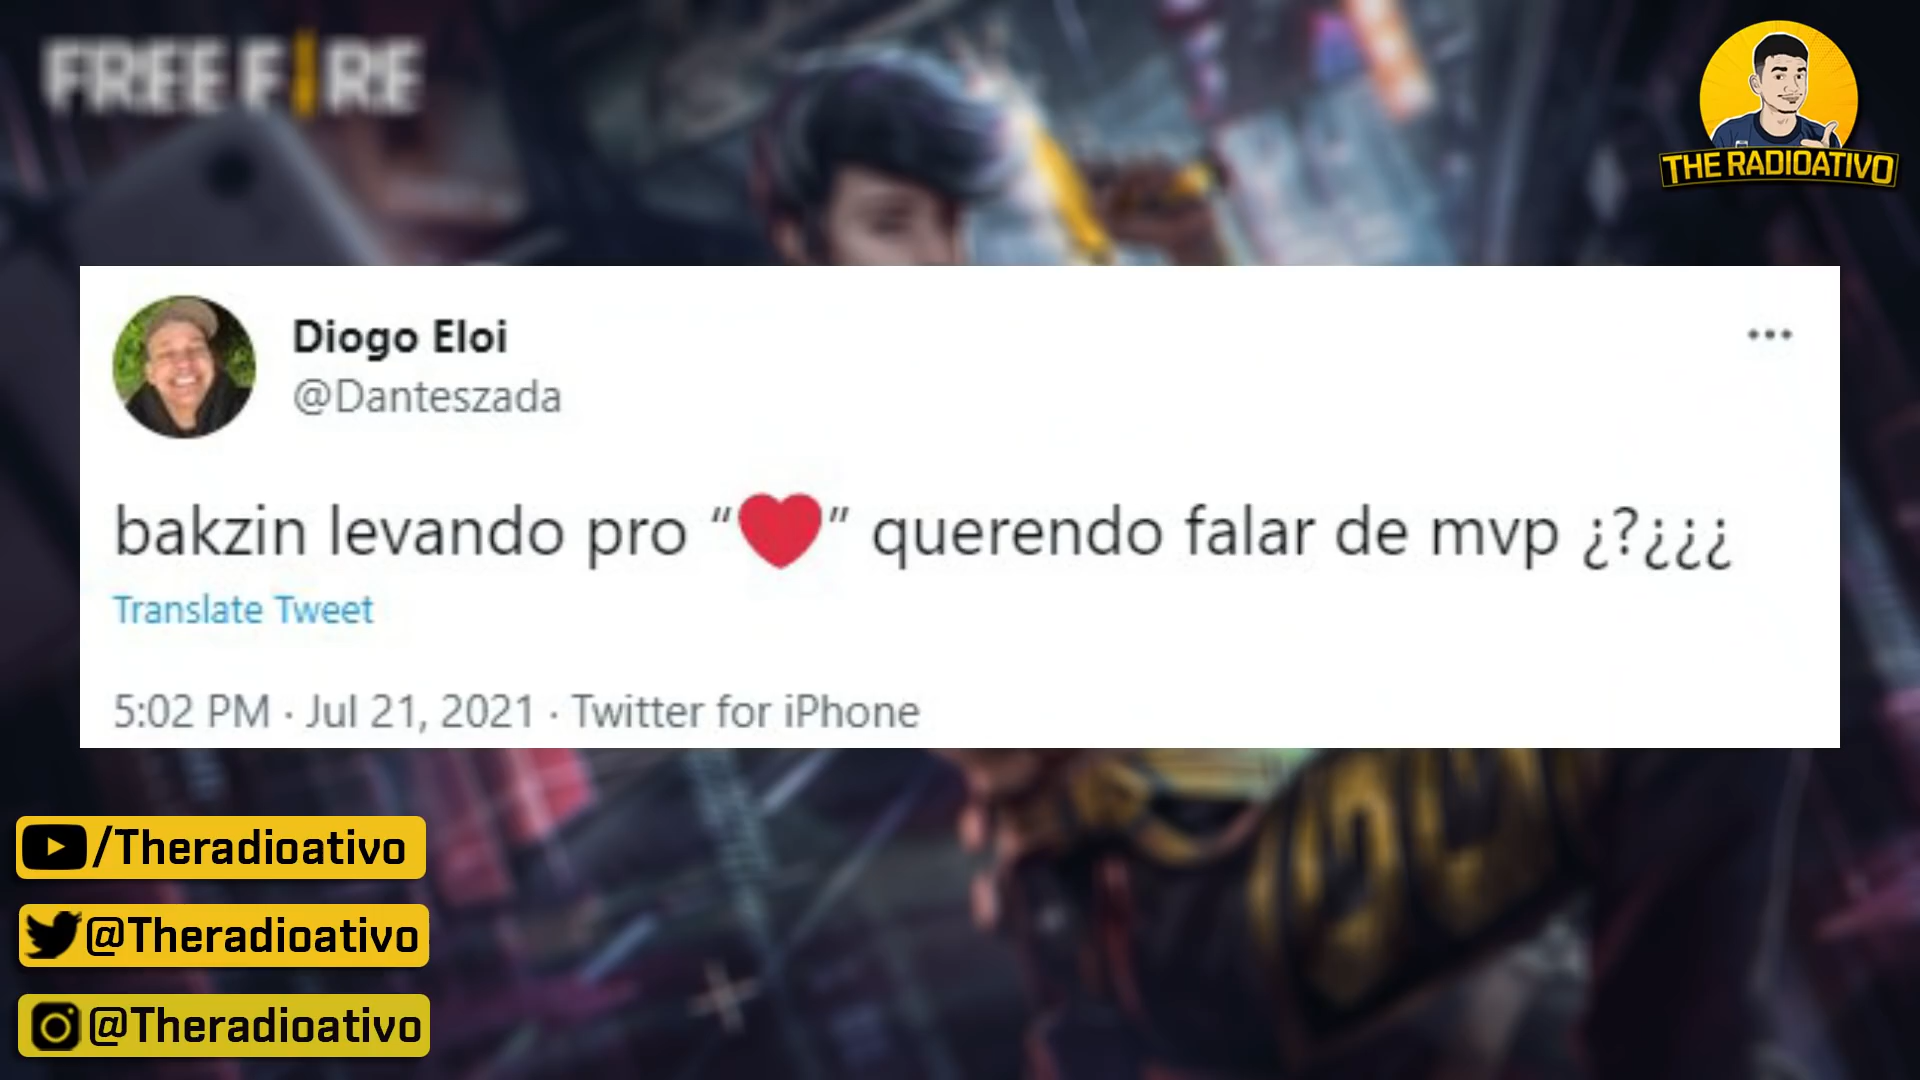 FREE FIRE
THE RADIOATIVO
Diogo Eloi
@Danteszada
bakzin levando pro “❤️” querendo falar de mvp ¿?¿¿¿
Translate Tweet
5:02 PM · Jul 21, 2021 · Twitter for iPhone
/Theradioativo
@Theradioativo
@Theradioativo